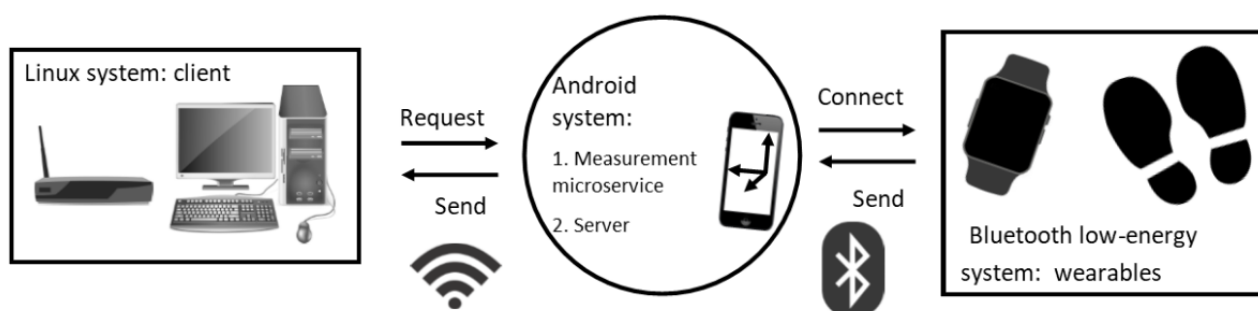 Linux system: client
Request
Send
Android
system:
1. Measurement
microservice
2. Server
Connect
Send
Bluetooth low-energy
system: wearables